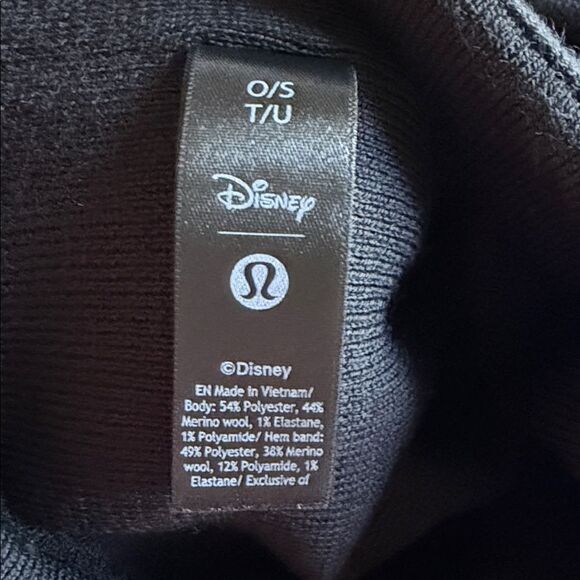 O/S
T/U
Disney
©Disney
EN Made in Vietnam/
Body: 54% Polyester, 44%
Merino wool, 1% Elastane,
1% Polyamide/ Hem band:
49% Polyester, 38% Merino
wool, 12% Polyamide, 1%
Elastane/ Exclusive of